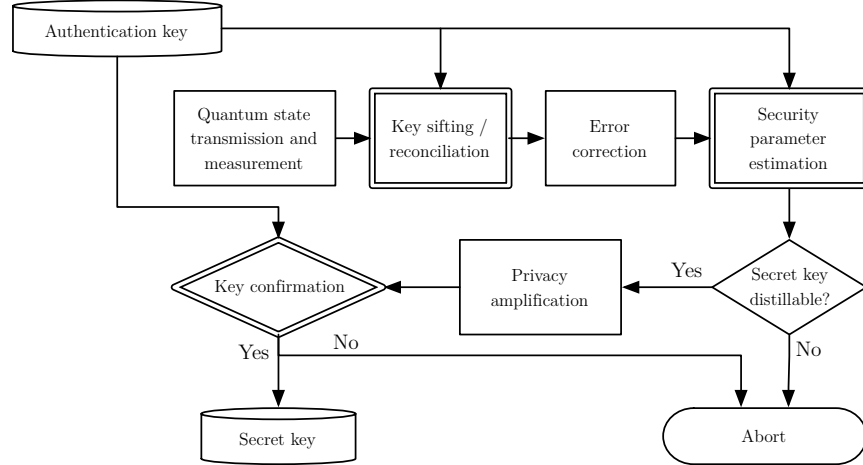 Authentication key
Quantum state
transmission and
measurement
Key sifting /
reconciliation
Error
correction
Security
parameter
estimation
Key confirmation
Privacy
amplification
Yes
Secret key
distillable?
Yes
No
No
Secret key
Abort